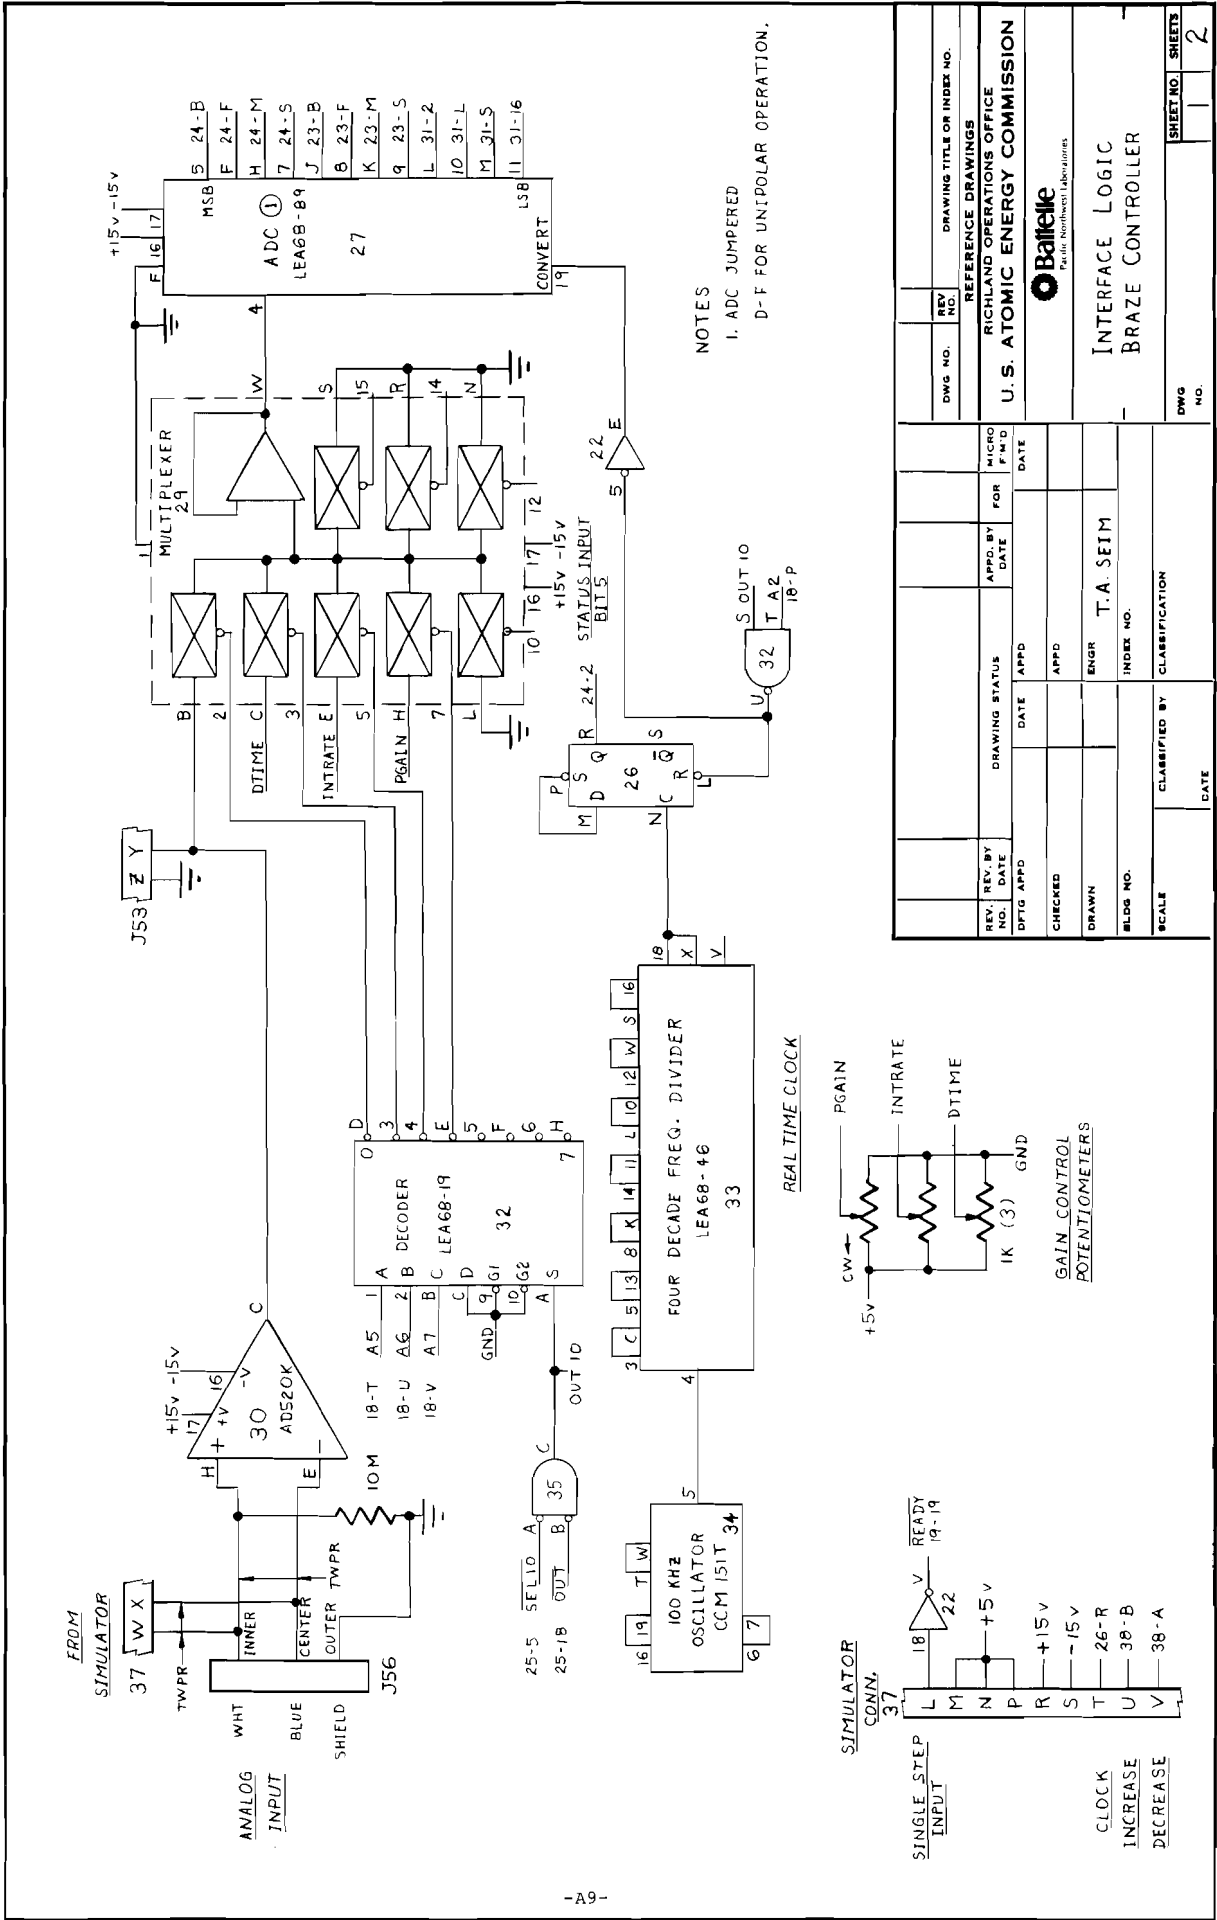 FROM
SIMULATOR
37 W X
TWPR
WHT
BLUE
SHIELD
INNER
CENTER
OUTER
TWPR
J56
ANALOG
INPUT
10M
H
E
+
-
+15V -15V
17 16
+V -V
30
AD520K
C
J53
Z Y
18-T A5 1 A
18-U A6 2 B
18-V A7 B C
C D
9 G1
10 G2
GND
A S
DECODER
LEA68-19
32
0 D
3
4
E
5
F
6
7 H
25-5 SEL10 A
25-18 OUT B
35
C
OUT 10
B
2
DTIME C
3
INTRATE E
5
PGAIN H
7
L
1
MULTIPLEXER
29
W
S
15
R
14
N
12
10
16 17
+15V -15V
4
+15V -15V
F 16 17
ADC 1
LEA68-89
27
MSB
LSB
CONVERT
19
5 24-B
F 24-F
H 24-M
7 24-S
J 23-B
8 23-F
K 23-M
9 23-S
L 31-2
10 31-L
M 31-S
11 31-16
24-2 STATUS INPUT
BIT 5
22
5 E
P
M
N
S
D Q
26
C Q
R
R
S
L
U
32
S OUT 10
T A2
18-P
100 KHZ
OSCILLATOR
CCM 151T
34
16 19 T W
6 7
5
4
3 C 5 13 8 K 14 11 L 10 12 W S 16
FOUR DECADE FREQ. DIVIDER
LEA68-46
33
18
X
V
REAL TIME CLOCK
CW
+5V
PGAIN
INTRATE
DTIME
1K (3)
GND
GAIN CONTROL
POTENTIOMETERS
SIMULATOR
CONN.
37
SINGLE STEP
INPUT
L 18 22 V READY
19-19
M
N +5V
P
R +15V
S -15V
CLOCK T 26-R
INCREASE U 38-B
DECREASE V 38-A
NOTES
1. ADC JUMPERED
D-F FOR UNIPOLAR OPERATION.
DWG NO.
REV. NO.
DRAWING TITLE OR INDEX NO.
REFERENCE DRAWINGS
RICHLAND OPERATIONS OFFICE
U. S. ATOMIC ENERGY COMMISSION
Battelle
Pacific Northwest Laboratories
INTERFACE LOGIC
BRAZE CONTROLLER
DWG NO.
SHEET NO. SHEETS
1 2
REV. NO. REV. BY DATE DRAWING STATUS APPD. BY DATE FOR MICRO F'M'D
DFTG APPD DATE APPD DATE
CHECKED APPD
DRAWN ENGR T.A. SEIM
BLDG NO. INDEX NO.
SCALE CLASSIFIED BY CLASSIFICATION
DATE
-A9-